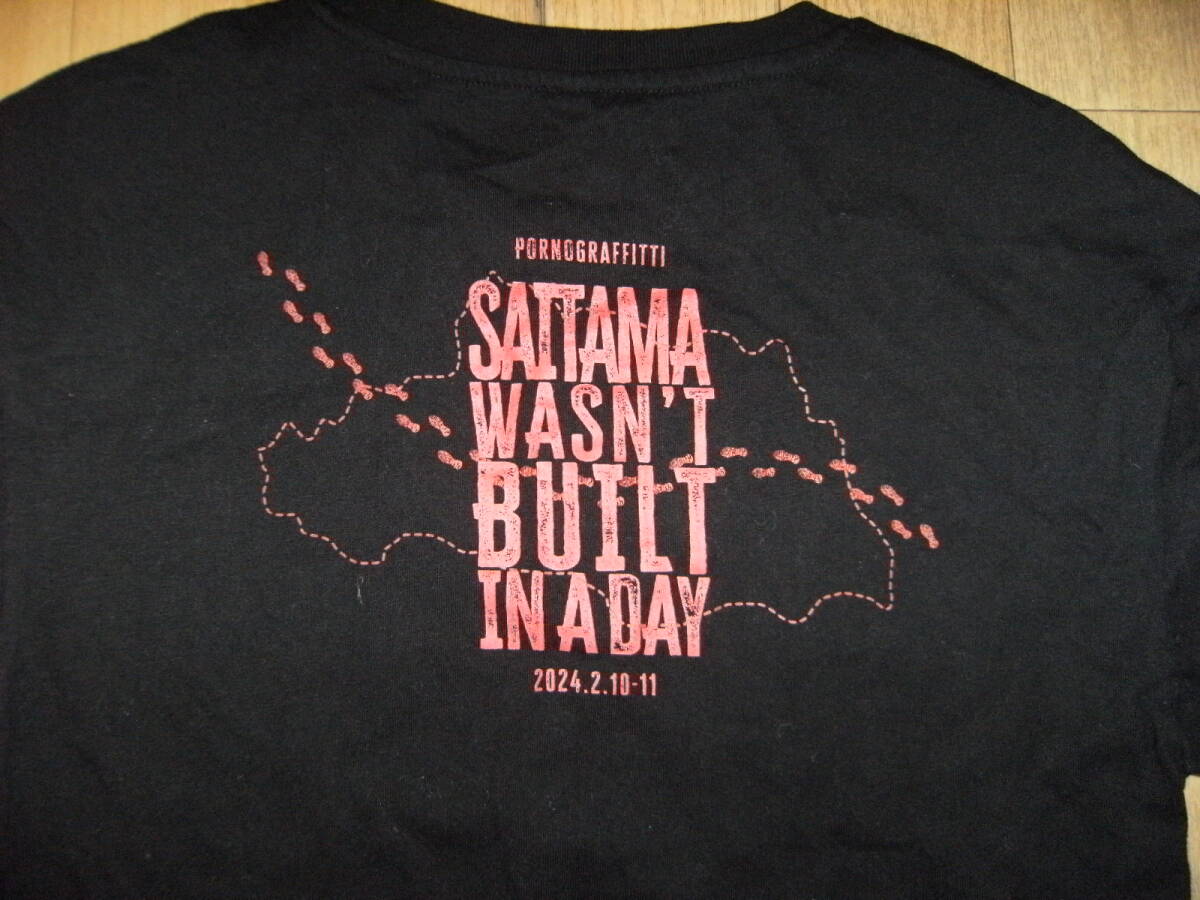 PORNOGRAFFITTI
SAITAMA
WASN'T
BUILT
IN A DAY
2024.2.10-11